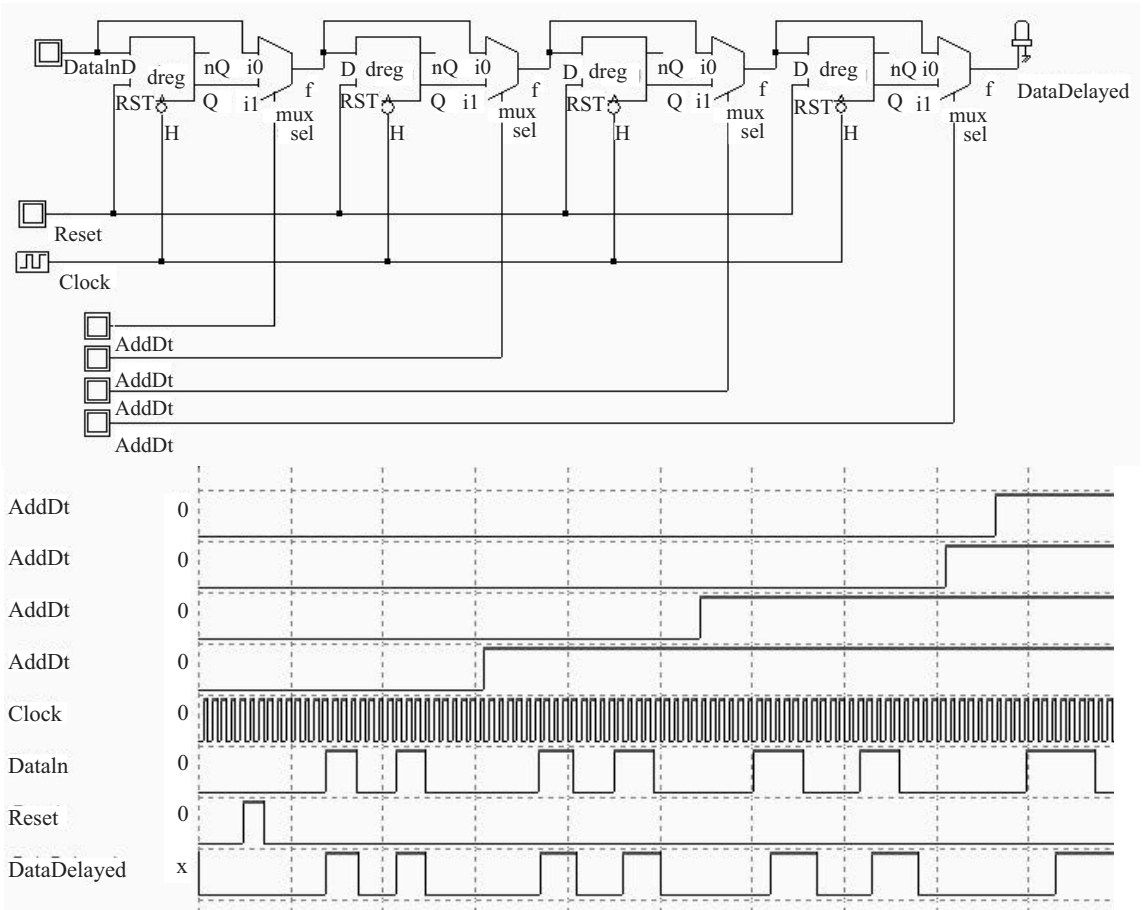 DataInD
dreg
nQ
i0
Q
i1
f
RST
H
mux
sel
D
dreg
nQ
i0
Q
i1
f
RST
H
mux
sel
D
dreg
nQ
i0
Q
i1
f
RST
H
mux
sel
D
dreg
nQ
i0
Q
i1
f
RST
H
mux
sel
DataDelayed
Reset
Clock
AddDt
AddDt
AddDt
AddDt
AddDt 0
AddDt 0
AddDt 0
AddDt 0
Clock 0
DataIn 0
Reset 0
DataDelayed x